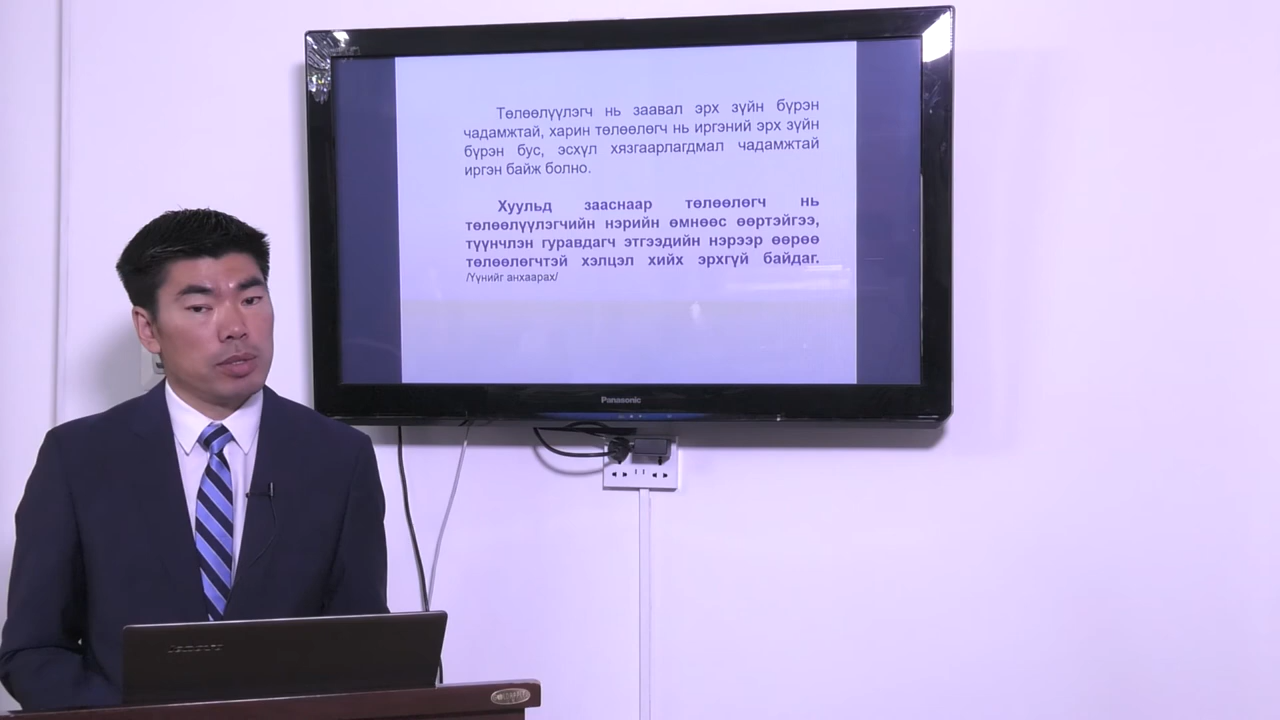 Төлөөлүүлэгч нь заавал эрх зүйн бүрэн
чадамжтай, харин төлөөлөгч нь иргэний эрх зүйн
бүрэн бус, эсхүл хязгаарлагдмал чадамжтай
иргэн байж болно.
Хуульд зааснаар төлөөлөгч нь
төлөөлүүлэгчийн нэрийн өмнөөс өөртэйгээ,
түүнчлэн гуравдагч этгээдийн нэрээр өөрөө
төлөөлөгчтэй хэлцэл хийх эрхгүй байдаг.
/Үүнийг анхаарах/
Panasonic
lenovo